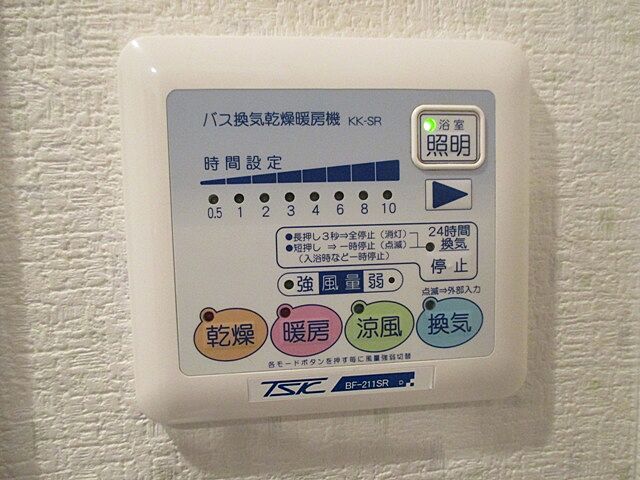 バス換気乾燥暖房機 KK-SR
浴室
照明
時間設定
0.5 1 2 3 4 6 8 10
●長押し3秒⇒全停止(消灯)
●短押し ⇒一時停止(点滅)
(入浴時など一時停止)
24時間
換気
停止
強 風量 弱
点滅⇒外部入力
乾燥 暖房 涼風 換気
各モードボタンを押す毎に風量強弱切替
TSK BF-211SR D